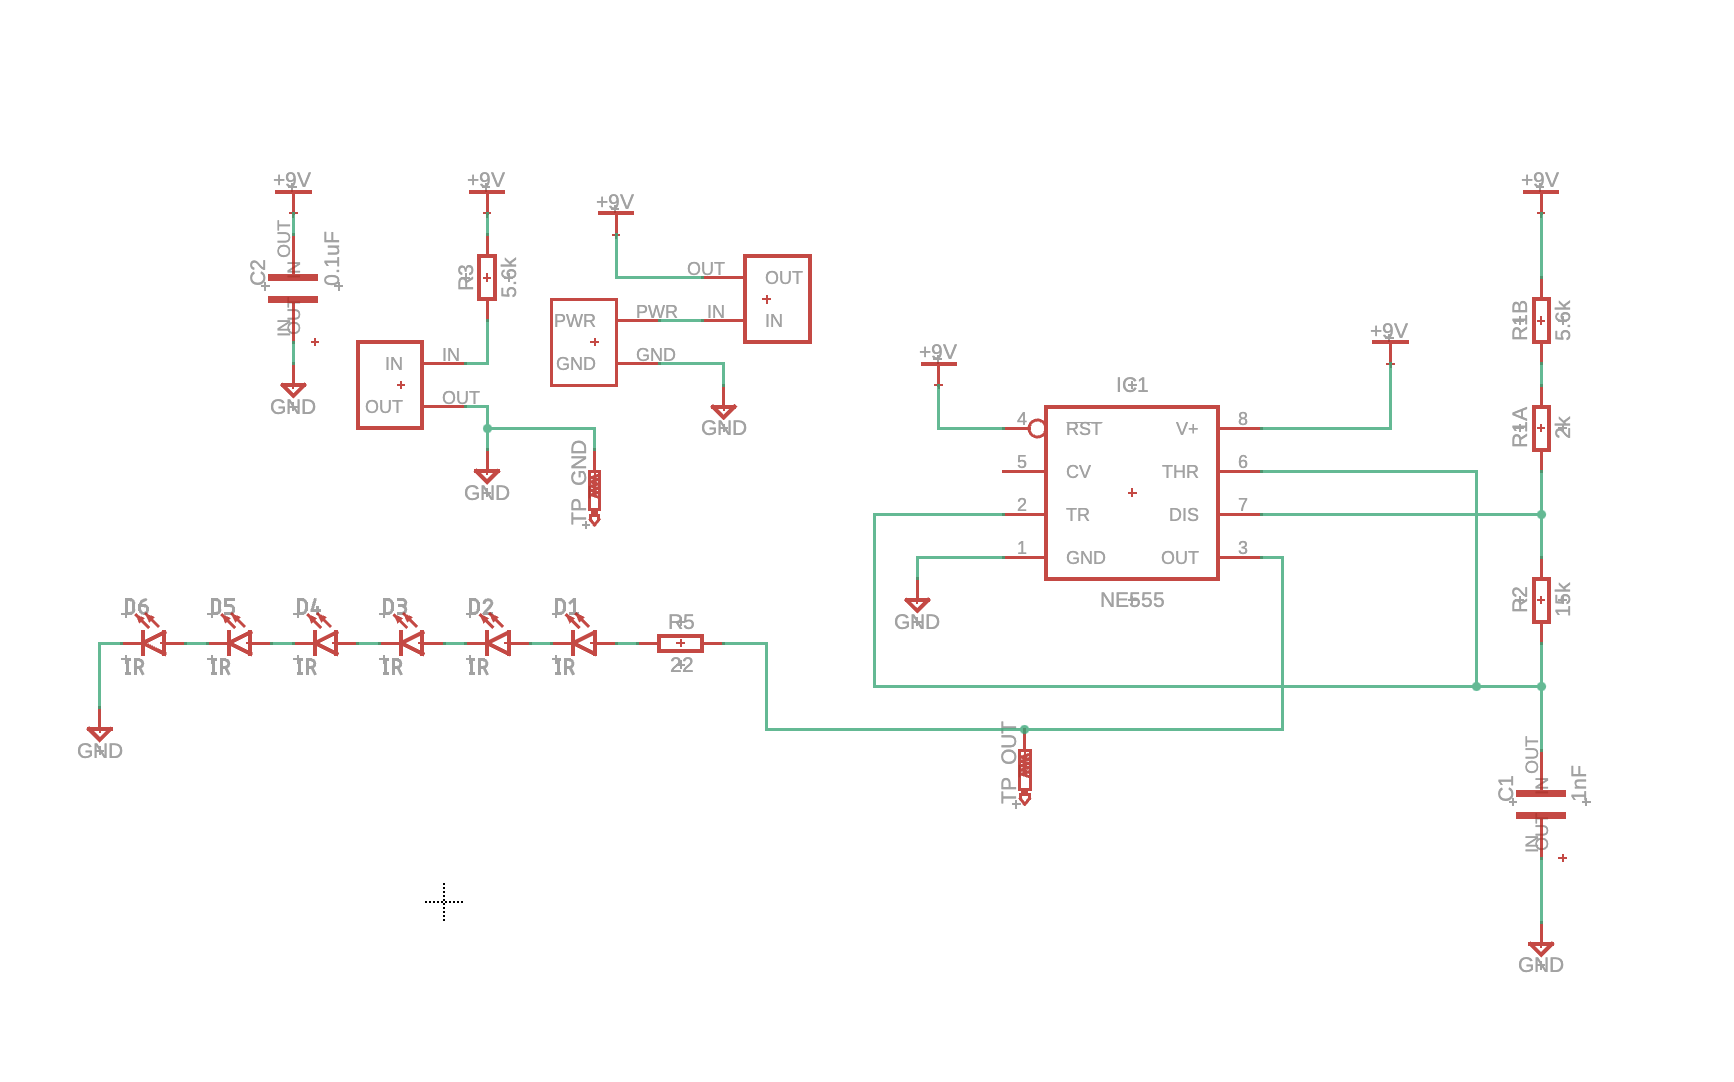 +9V
OUT
IN
C2
0.1uF
IN
OUT
GND
+9V
R3
5.6k
IN
IN
OUT
OUT
GND
TP_GND
+9V
OUT
OUT
PWR
PWR
IN
IN
GND
GND
GND
D6
IR
D5
IR
D4
IR
D3
IR
D2
IR
D1
IR
R5
22
GND
TP_OUT
+9V
+9V
IC1
4
RST
V+
8
5
CV
THR
6
2
TR
DIS
7
1
GND
OUT
3
NE555
GND
+9V
R1B
5.6k
R1A
2k
R2
15k
OUT
IN
C1
1nF
IN
OUT
GND